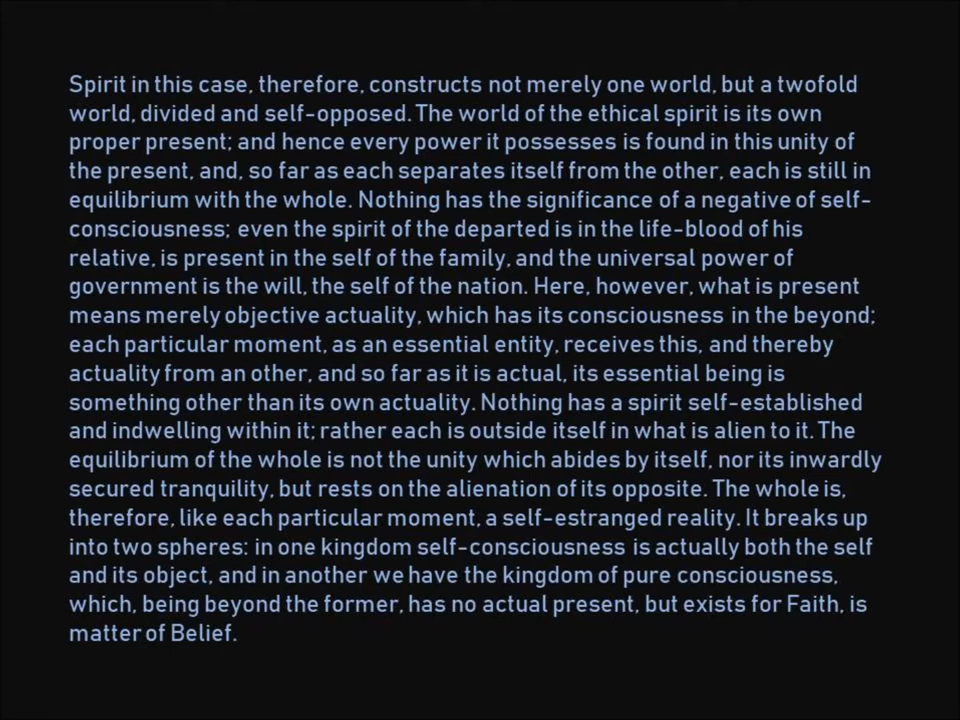 Spirit in this case, therefore, constructs not merely one world, but a twofold
world, divided and self-opposed. The world of the ethical spirit is its own
proper present; and hence every power it possesses is found in this unity of
the present, and, so far as each separates itself from the other, each is still in
equilibrium with the whole. Nothing has the significance of a negative of self-
consciousness; even the spirit of the departed is in the life-blood of his
relative, is present in the self of the family, and the universal power of
government is the will, the self of the nation. Here, however, what is present
means merely objective actuality, which has its consciousness in the beyond;
each particular moment, as an essential entity, receives this, and thereby
actuality from an other, and so far as it is actual, its essential being is
something other than its own actuality. Nothing has a spirit self-established
and indwelling within it; rather each is outside itself in what is alien to it. The
equilibrium of the whole is not the unity which abides by itself, nor its inwardly
secured tranquility, but rests on the alienation of its opposite. The whole is,
therefore, like each particular moment, a self-estranged reality. It breaks up
into two spheres: in one kingdom self-consciousness is actually both the self
and its object, and in another we have the kingdom of pure consciousness,
which, being beyond the former, has no actual present, but exists for Faith, is
matter of Belief.